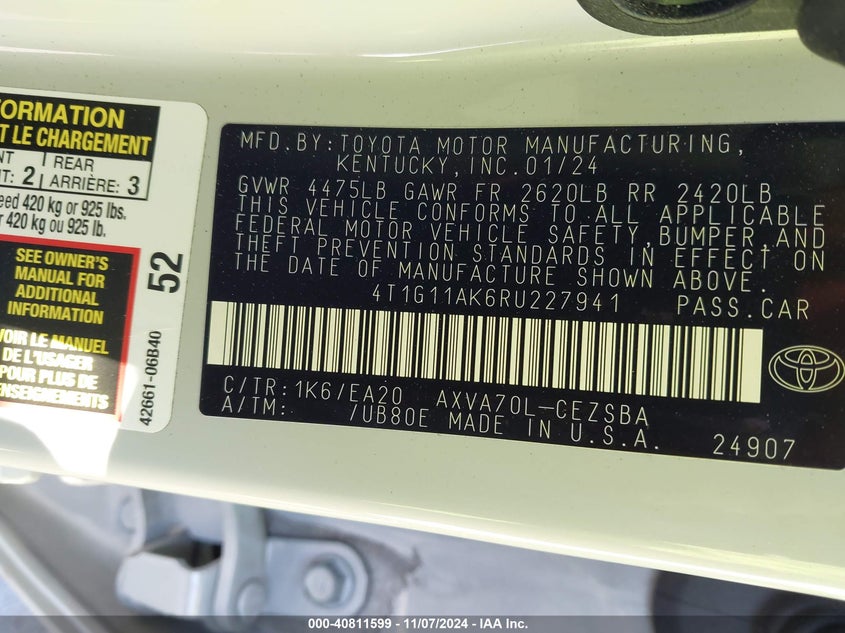 FORMATION
T LE CHARGEMENT
NT REAR
T: 2 ARRIÈRE: 3
eed 420 kg or 925 lbs.
r 420 kg ou 925 lb.
SEE OWNER'S
MANUAL FOR
ADDITIONAL
INFORMATION
Voir LE MANUEL
DE L'USAGER
POUR PLUS DE
enseignements
52
42661-06B40
MFD.BY:TOYOTA MOTOR MANUFACTURING,
KENTUCKY,INC.01/24
GVWR 4475LB GAWR FR 2620LB RR 2420LB
THIS VEHICLE CONFORMS TO ALL APPLICABLE
FEDERAL MOTOR VEHICLE SAFETY,BUMPER,AND
THEFT PREVENTION STANDARDS IN EFFECT ON
THE DATE OF MANUFACTURE SHOWN ABOVE.
4T1G11AK6RU227941 PASS.CAR
C/TR:1K6/EA20 AXVA70L-CEZSBA
A/TM: /UB80E MADE IN U.S.A.
24907
000-40811599 — 11/07/2024 — IAA Inc.